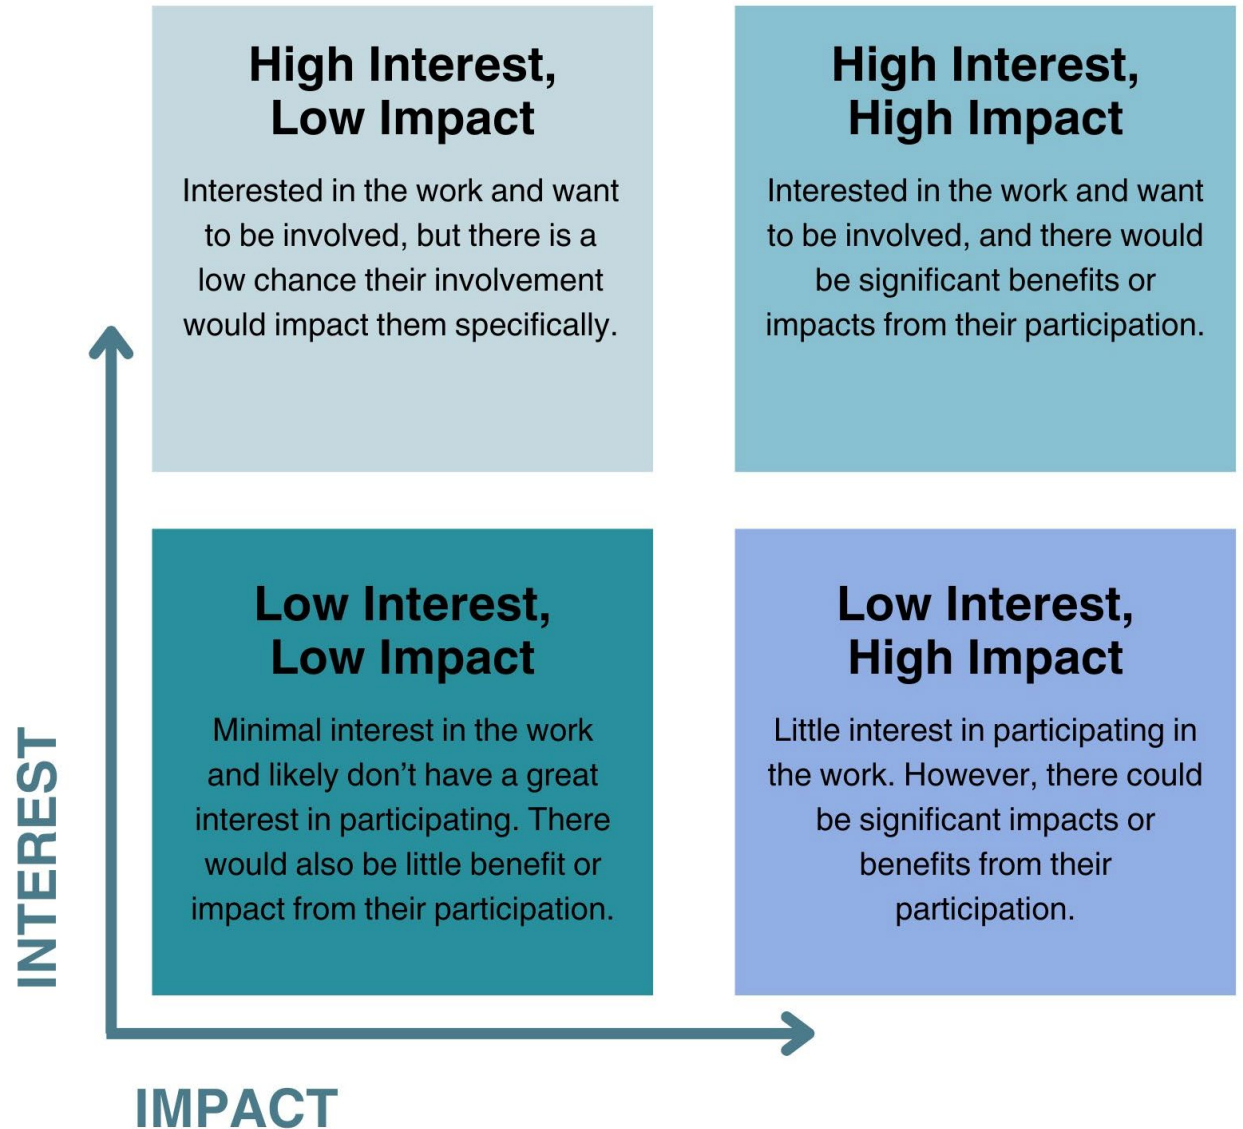 High Interest,
Low Impact
Interested in the work and want
to be involved, but there is a
low chance their involvement
would impact them specifically.
High Interest,
High Impact
Interested in the work and want
to be involved, and there would
be significant benefits or
impacts from their participation.
Low Interest,
Low Impact
Minimal interest in the work
and likely don’t have a great
interest in participating. There
would also be little benefit or
impact from their participation.
Low Interest,
High Impact
Little interest in participating in
the work. However, there could
be significant impacts or
benefits from their
participation.
INTEREST
IMPACT